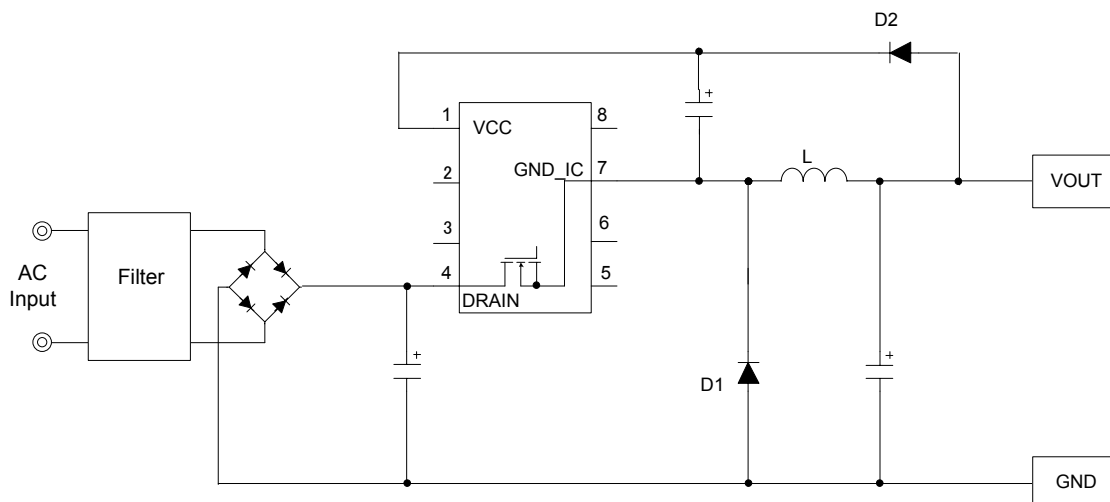 D2
1
VCC
8
2
GND_IC
7
L
VOUT
3
6
AC
Input
Filter
4
5
DRAIN
D1
GND
+
+
+